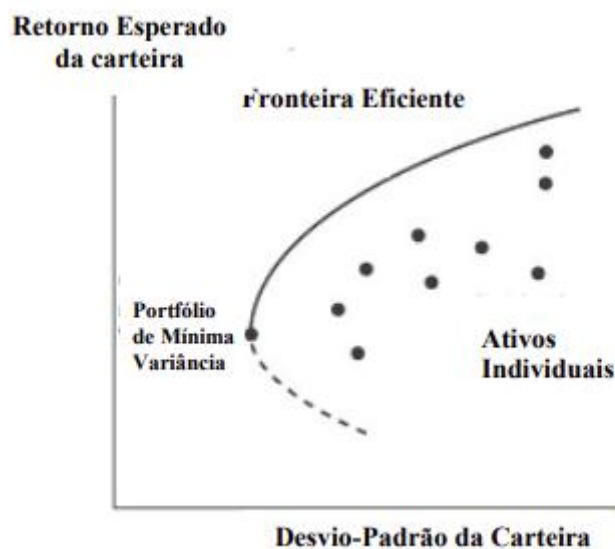 Retorno Esperado
da carteira
Fronteira Eficiente
Portfólio
de Mínima
Variância
Ativos
Individuais
Desvio-Padrão da Carteira